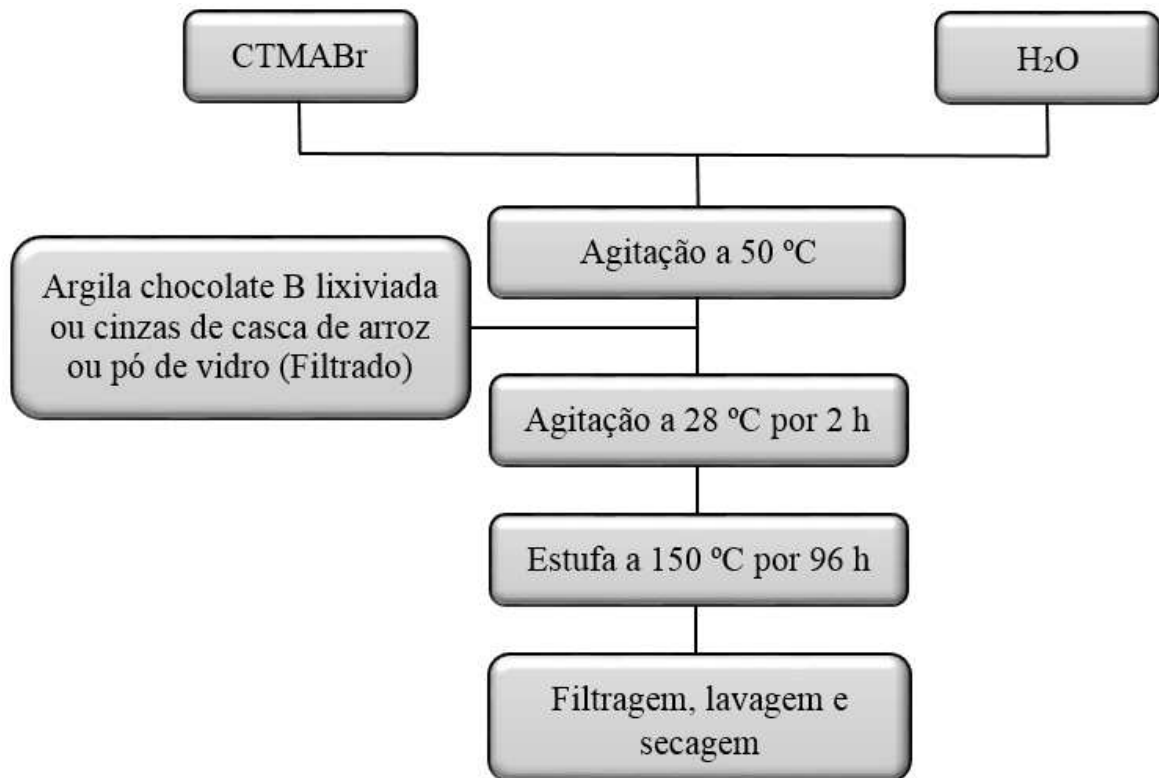 CTMABr
H₂O
Agitação a 50 ºC
Argila chocolate B lixiviada
ou cinzas de casca de arroz
ou pó de vidro (Filtrado)
Agitação a 28 ºC por 2 h
Estufa a 150 ºC por 96 h
Filtragem, lavagem e
secagem